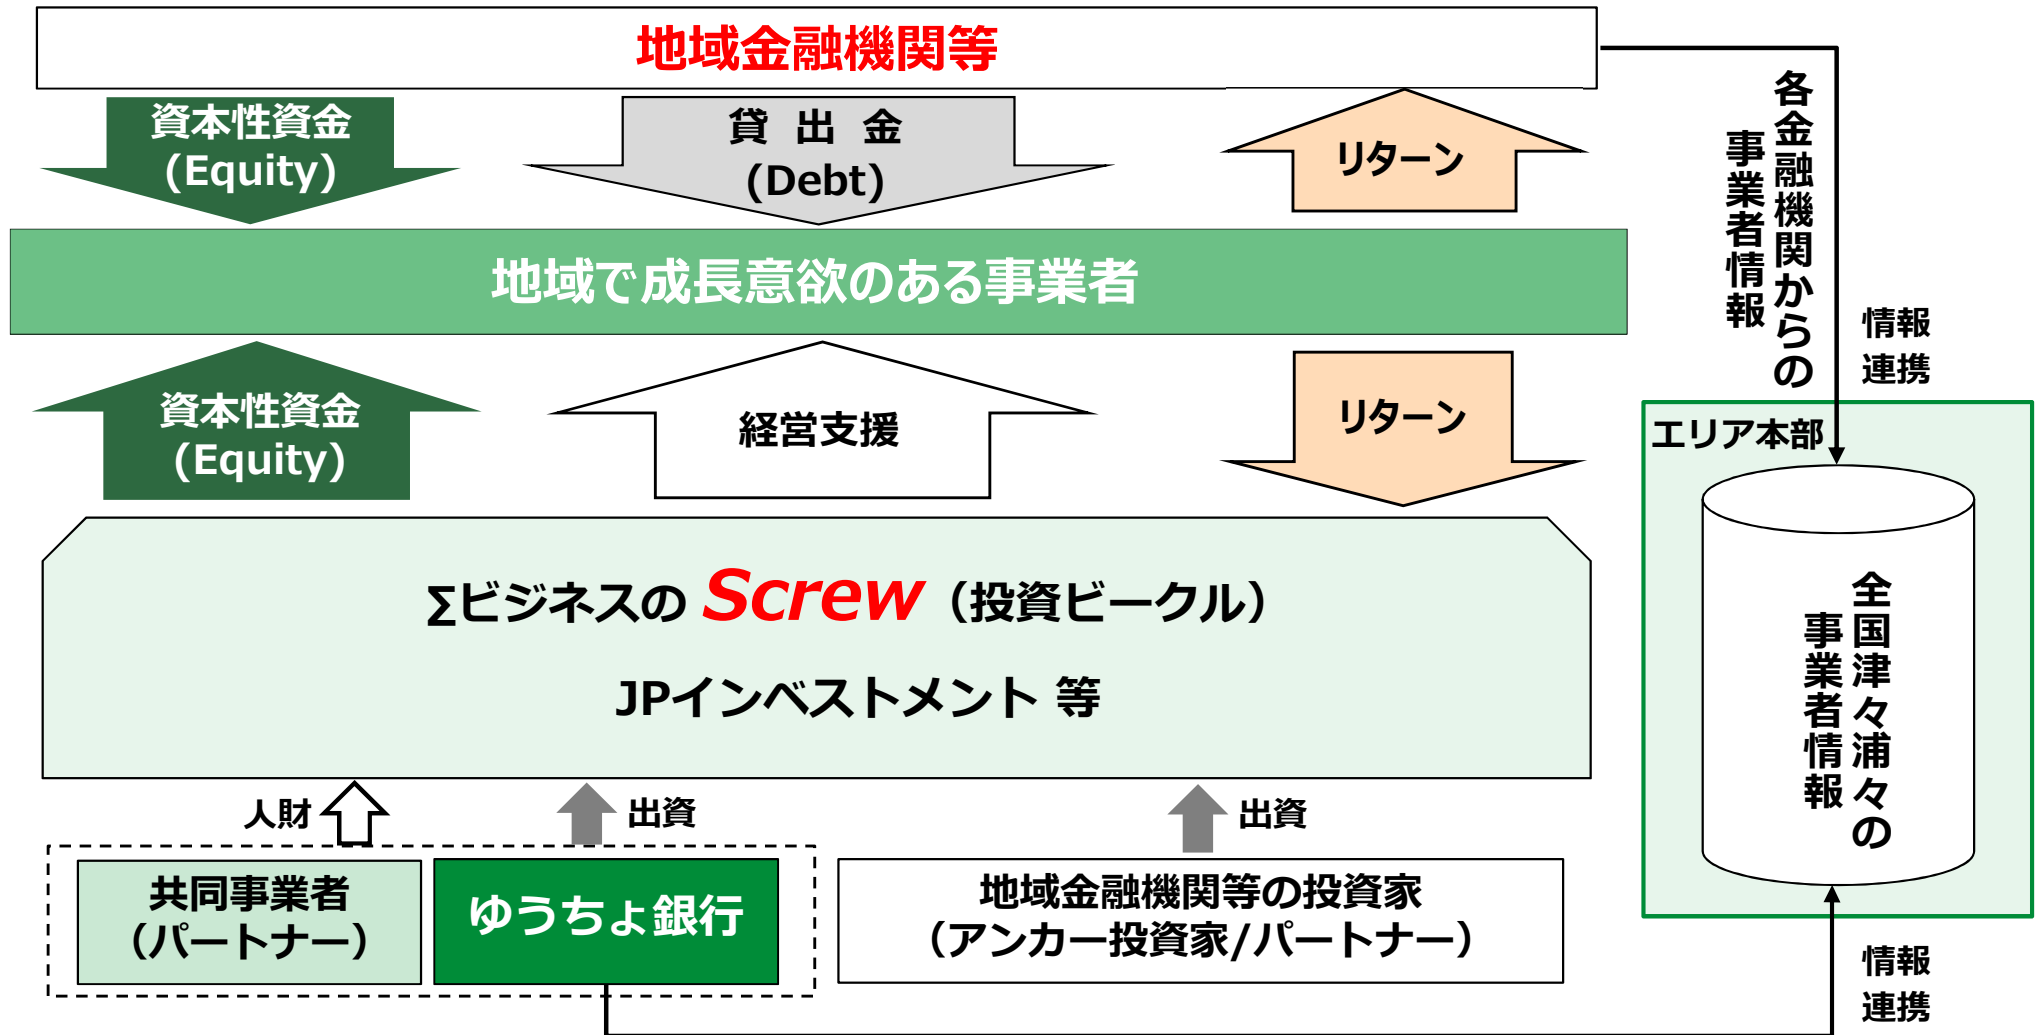 地域金融機関等
資本性資金
(Equity)
貸 出 金
(Debt)
リターン
各金融機関からの
事業者情報
情報
連携
地域で成長意欲のある事業者
資本性資金
(Equity)
経営支援
リターン
エリア本部
全国津々浦々の
事業者情報
∑ビジネスの Screw（投資ビークル）
JPインベストメント 等
人財
出資
出資
共同事業者
（パートナー）
ゆうちょ銀行
地域金融機関等の投資家
（アンカー投資家/パートナー）
情報
連携